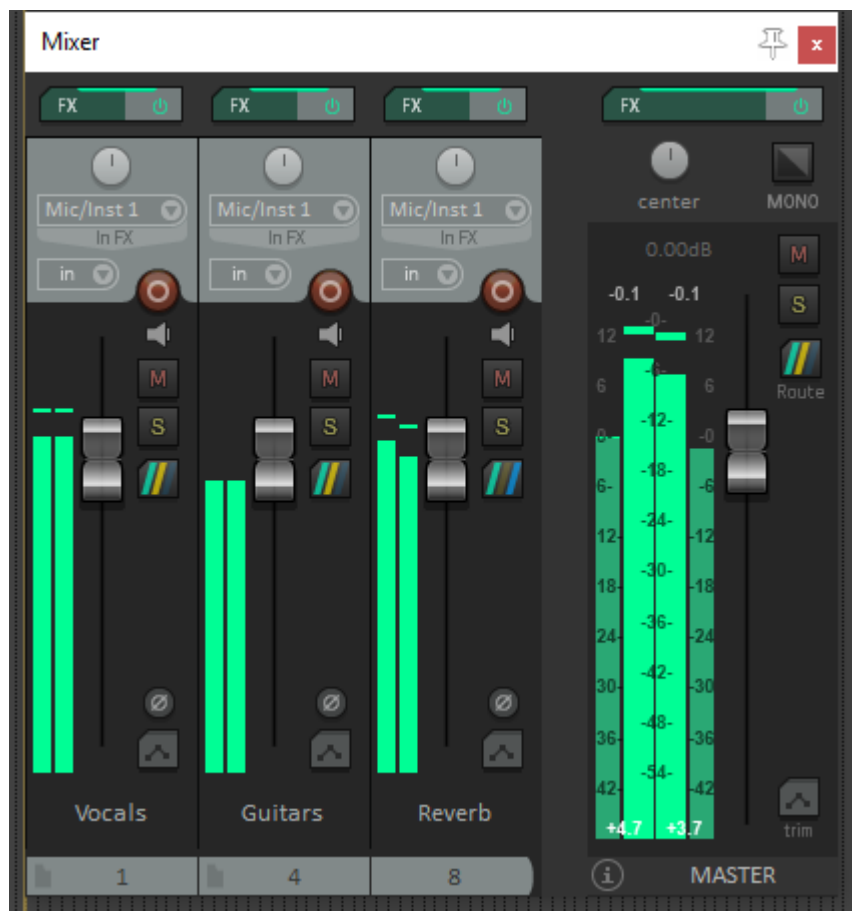 Mixer x
FX FX FX FX
center MONO
Mic/Inst 1 Mic/Inst 1 Mic/Inst 1
In FX In FX In FX
in in in
0.00dB M
-0.1 -0.1 S
-0-
12 12
-6-
6 6 Route
M M M
-12-
S S S
0- -0
-18-
6- -6
-24-
12- -12
-30-
18- -18
-36-
24- -24
-42-
30- -30
-48-
36- -36
-54-
42- -42
Vocals Guitars Reverb
+4.7 +3.7 trim
1 4 8 i MASTER